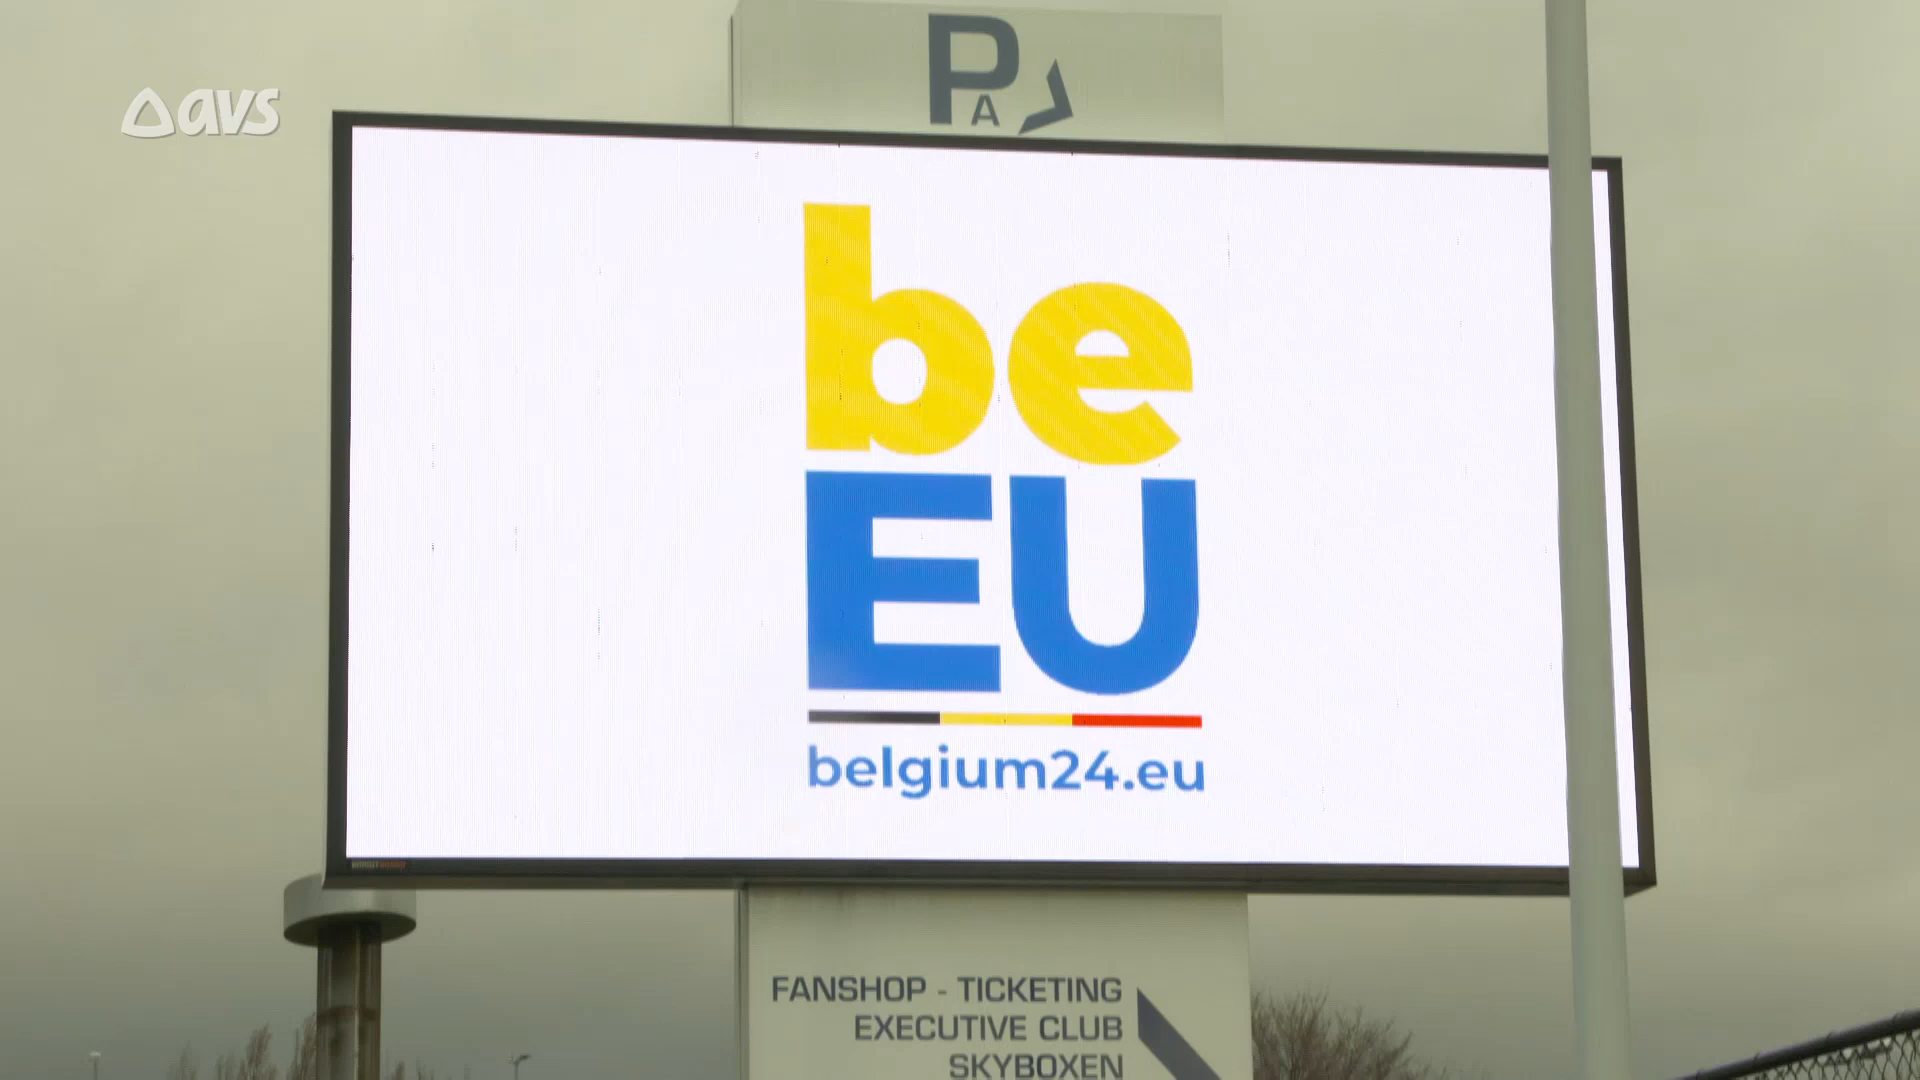 avs
P
A
be
EU
belgium24.eu
FANSHOP - TICKETING
EXECUTIVE CLUB
SKYBOXEN